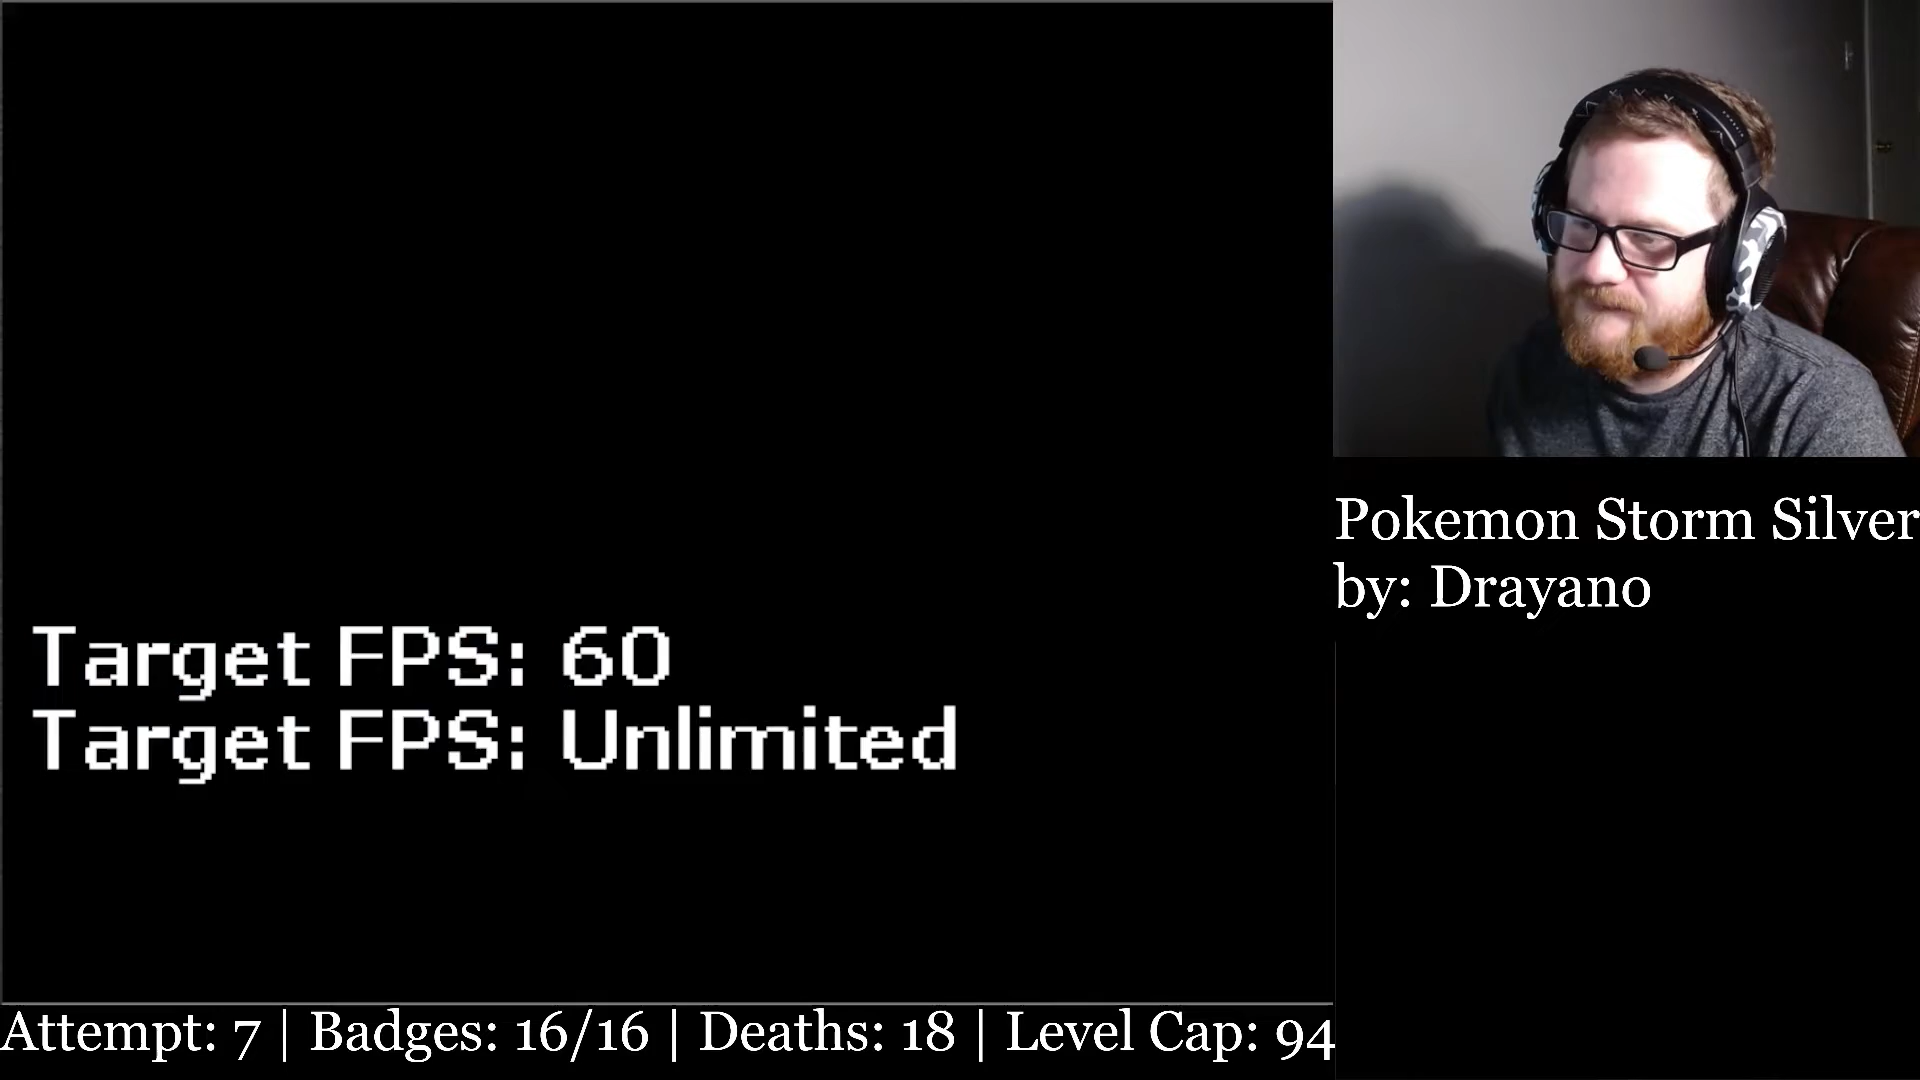 Target FPS: 60
Target FPS: Unlimited
Pokemon Storm Silver
by: Drayano
Attempt: 7 | Badges: 16/16 | Deaths: 18 | Level Cap: 94